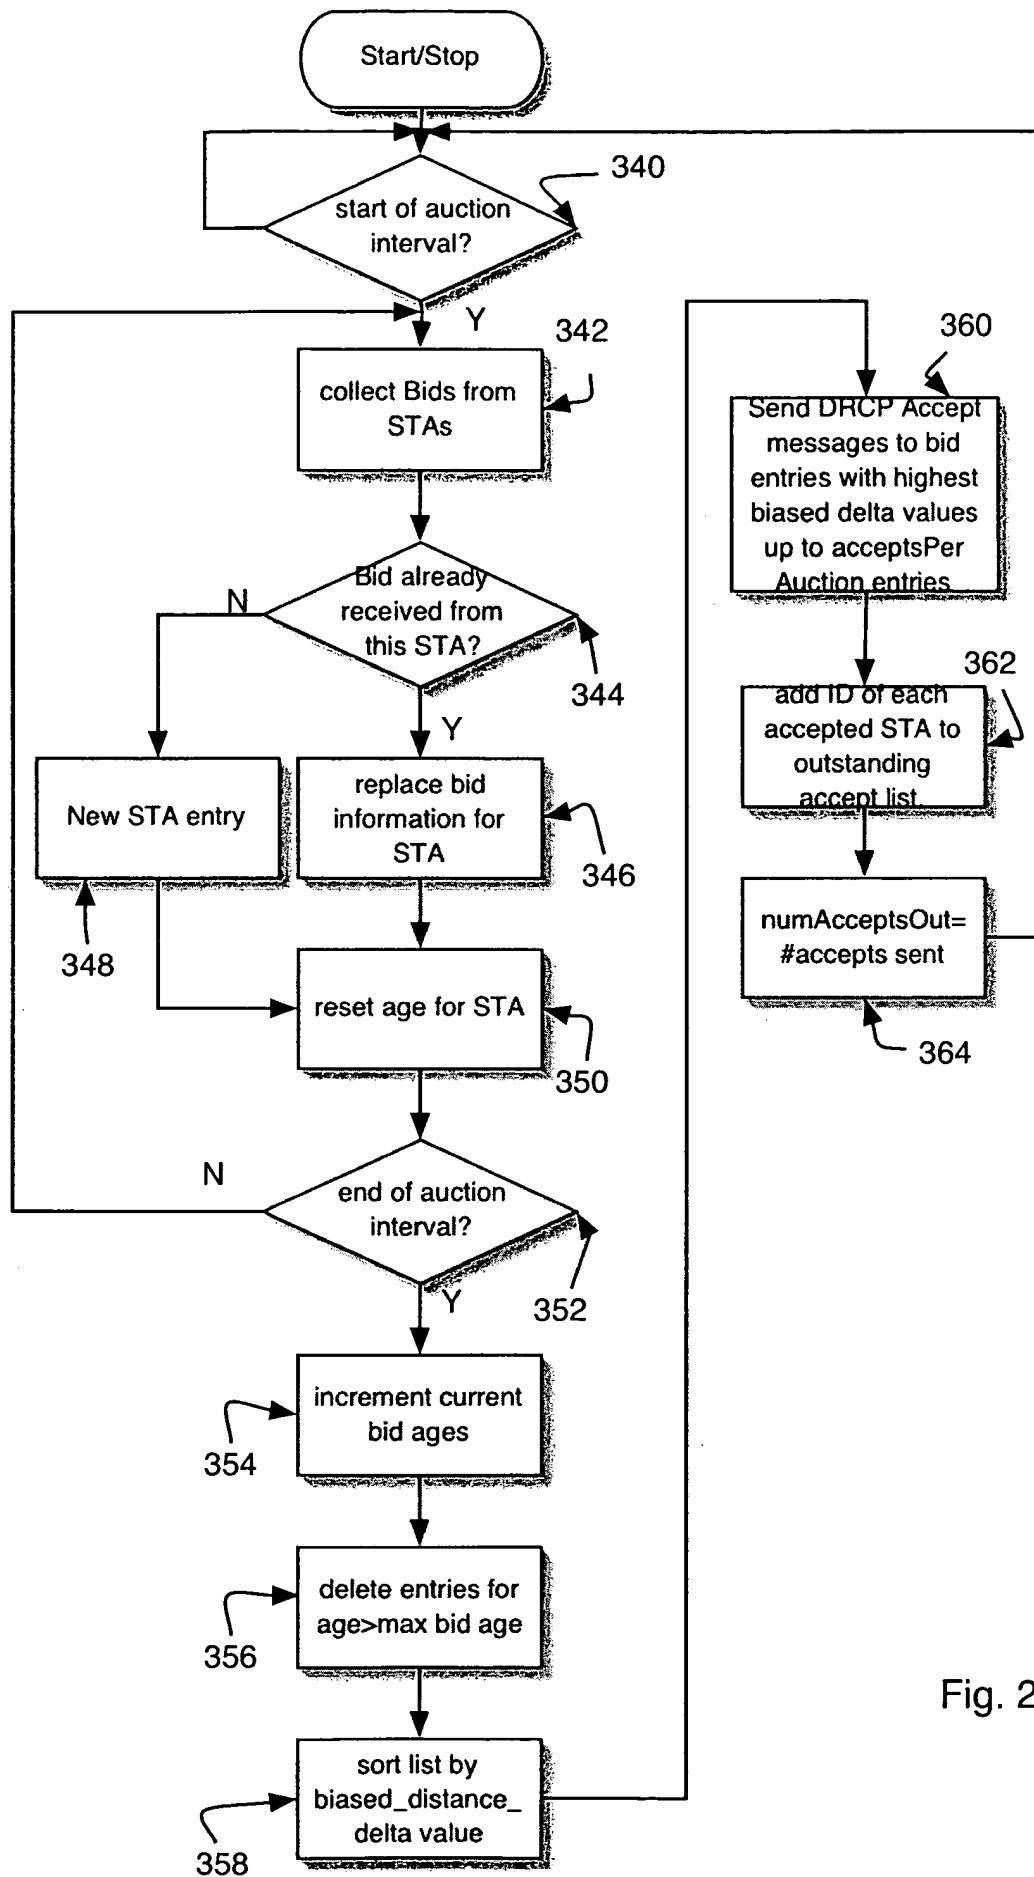 Start/Stop
340
start of auction
interval?
Y
342
collect Bids from
STAs
Bid already
received from
this STA?
N
344
Y
New STA entry
348
replace bid
information for
STA
346
reset age for STA
350
end of auction
interval?
N
352
Y
increment current
bid ages
354
delete entries for
age>max bid age
356
sort list by
biased_distance_
delta value
358
360
Send DRCP Accept
messages to bid
entries with highest
biased delta values
up to acceptsPer
Auction entries
362
add ID of each
accepted STA to
outstanding
accept list.
numAcceptsOut=
#accepts sent
364
Fig. 2